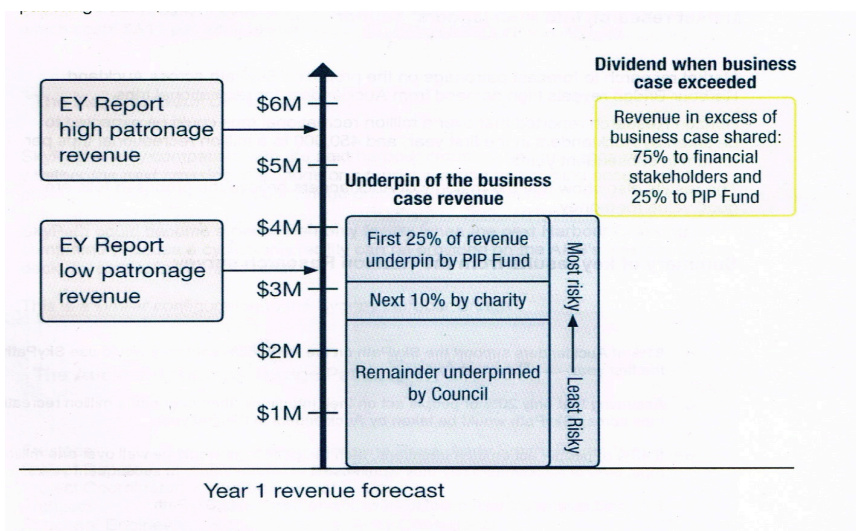 Dividend when business
case exceeded
Revenue in excess of
business case shared:
75% to financial
stakeholders and
25% to PIP Fund
EY Report
high patronage
revenue
EY Report
low patronage
revenue
$6M
$5M
$4M
$3M
$2M
$1M
Underpin of the business
case revenue
First 25% of revenue
underpin by PIP Fund
Next 10% by charity
Remainder underpinned
by Council
Most risky
Least Risky
Year 1 revenue forecast